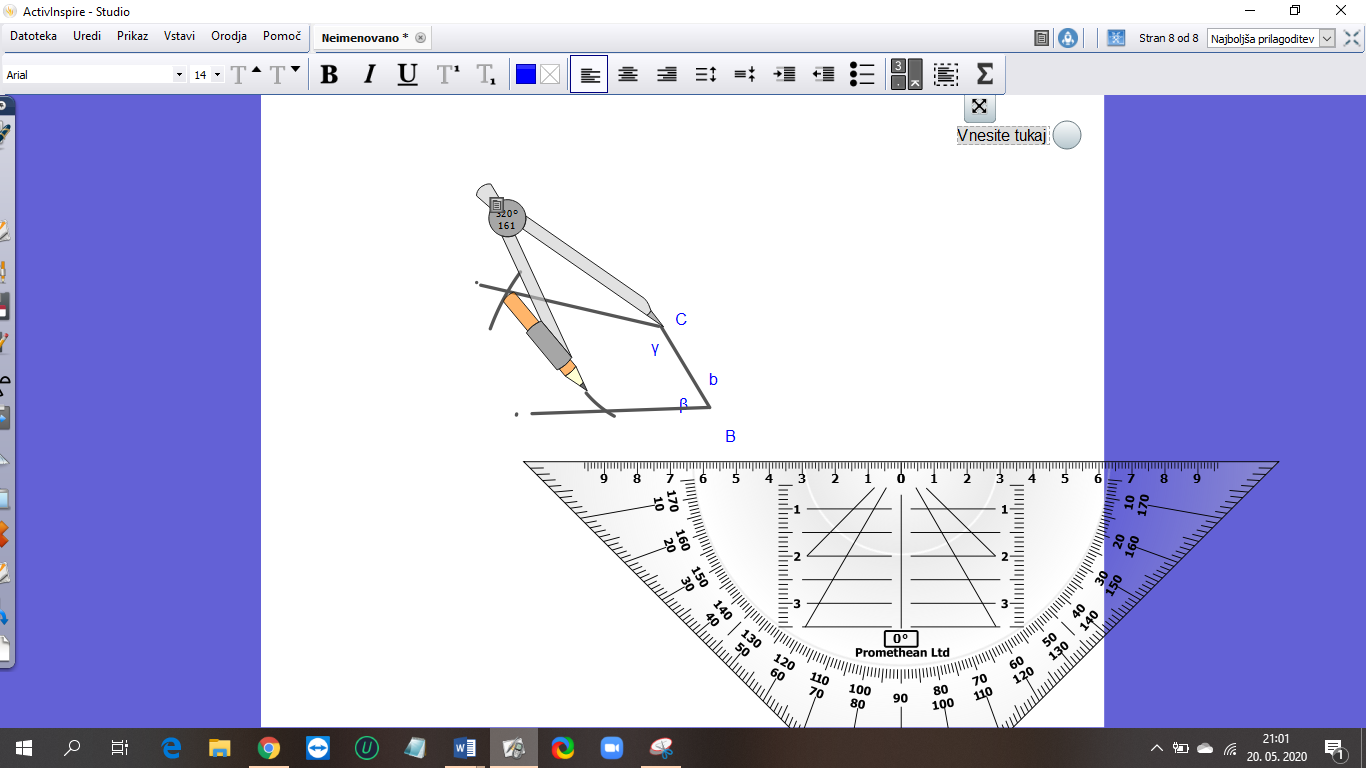 ActivInspire - Studio
Datoteka Uredi Prikaz Vstavi Orodja Pomoč
Neimenovano *
Stran 8 od 8
Najboljša prilagoditev
Arial 14
B I U T¹ T₁ 3 Σ
Vnesite tukaj
320°
161
C
γ
b
β
B
9 8 7 6 5 4 3 2 1 0 1 2 3 4 5 6 7 8 9
10 170 170 10
20 160 160 20
30 150 150 30
40 140 140 40
50 130 130 50
60 120 120 60
70 110 110 70
80 100 100 80
90
1 1
2 2
3 3
0°
Promethean Ltd
21:01
20. 05. 2020
1